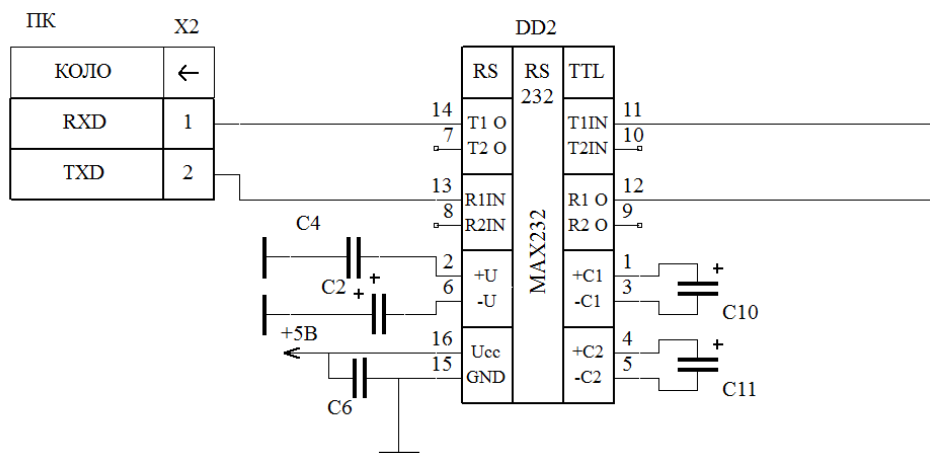 ПК
X2
DD2
КОЛО
RXD
1
TXD
2
RS
RS
232
TTL
14
T1 O
T1IN
11
7
T2 O
T2IN
10
13
R1IN
R1 O
12
8
R2IN
R2 O
9
MAX232
C4
2
+U
+C1
1
+
C2
+
+
6
-U
-C1
3
C10
+5В
16
Ucc
+C2
4
+
15
GND
-C2
5
C6
C11